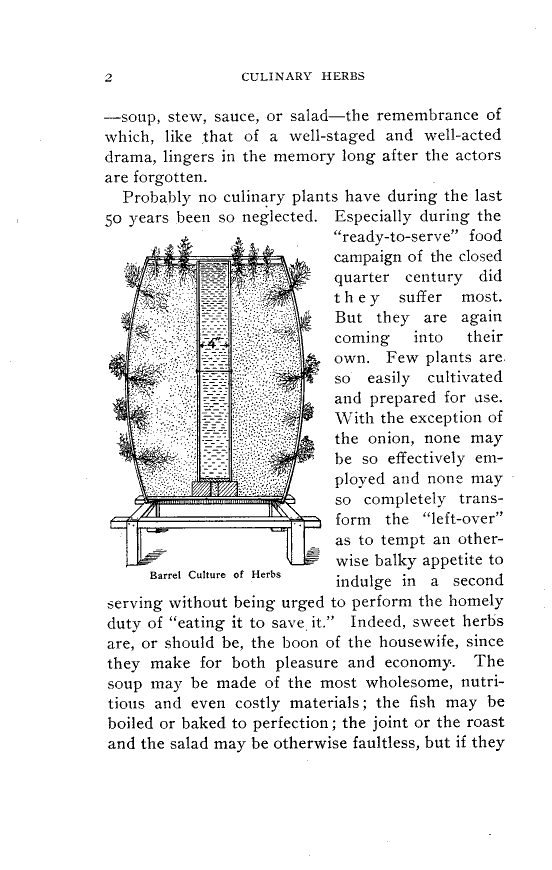 2 CULINARY HERBS
—soup, stew, sauce, or salad—the remembrance of
which, like that of a well-staged and well-acted
drama, lingers in the memory long after the actors
are forgotten.
Probably no culinary plants have during the last
50 years been so neglected. Especially during the
“ready-to-serve” food
campaign of the closed
quarter century did
they suffer most.
But they are again
coming into their
own. Few plants are
so easily cultivated
and prepared for use.
With the exception of
the onion, none may
be so effectively em-
ployed and none may
so completely trans-
form the “left-over”
as to tempt an other-
wise balky appetite to
indulge in a second
4"
Barrel Culture of Herbs
serving without being urged to perform the homely
duty of “eating it to save it.” Indeed, sweet herbs
are, or should be, the boon of the housewife, since
they make for both pleasure and economy. The
soup may be made of the most wholesome, nutri-
tious and even costly materials; the fish may be
boiled or baked to perfection; the joint or the roast
and the salad may be otherwise faultless, but if they